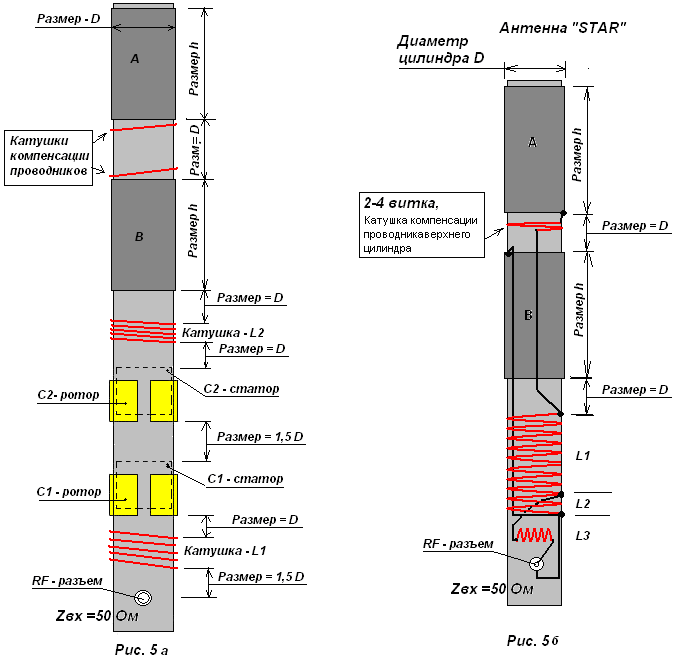 Размер - D
A
Размер h
Катушки
компенсации
проводников
Разм= D
B
Размер h
Размер = D
Катушка - L2
Размер = D
C2 - статор
C2 - ротор
Размер = 1,5 D
C1 - статор
C1 - ротор
Размер = D
Катушка - L1
RF - разъем
Размер = 1,5 D
Zвх =50 Ом
Рис. 5 а
Антенна "STAR"
Диаметр
цилиндра D
A
Размер h
2-4 витка,
Катушка компенсации
проводникаверхнего
цилиндра
Размер = D
B
Размер h
Размер = D
L1
L2
L3
RF - разъем
Zвх =50 Ом
Рис. 5 б